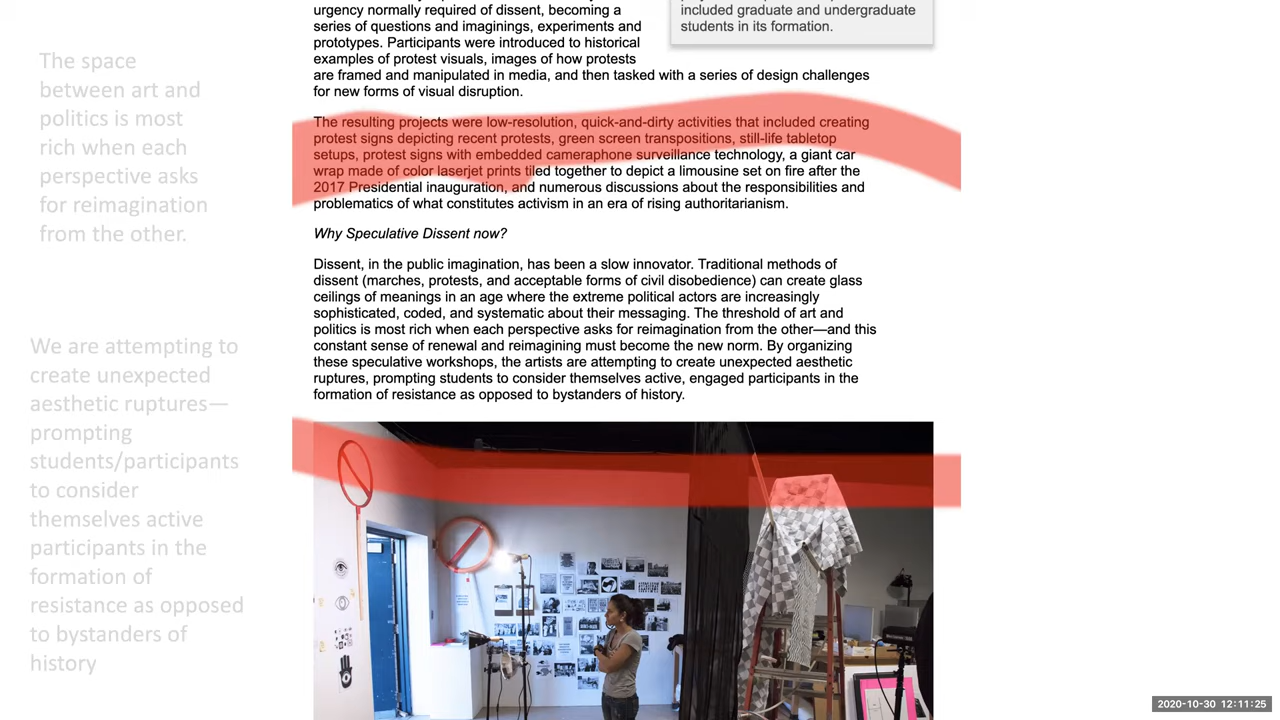 The space
between art and
politics is most
rich when each
perspective asks
for reimagination
from the other.
We are attempting to
create unexpected
aesthetic ruptures—
prompting
students/participants
to consider
themselves active
participants in the
formation of
resistance as opposed
to bystanders of
history
urgency normally required of dissent, becoming a
series of questions and imaginings, experiments and
prototypes. Participants were introduced to historical
examples of protest visuals, images of how protests
are framed and manipulated in media, and then tasked with a series of design challenges
for new forms of visual disruption.
included graduate and undergraduate
students in its formation.
The resulting projects were low-resolution, quick-and-dirty activities that included creating
protest signs depicting recent protests, green screen transpositions, still-life tabletop
setups, protest signs with embedded cameraphone surveillance technology, a giant car
wrap made of color laserjet prints tiled together to depict a limousine set on fire after the
2017 Presidential inauguration, and numerous discussions about the responsibilities and
problematics of what constitutes activism in an era of rising authoritarianism.
Why Speculative Dissent now?
Dissent, in the public imagination, has been a slow innovator. Traditional methods of
dissent (marches, protests, and acceptable forms of civil disobedience) can create glass
ceilings of meanings in an age where the extreme political actors are increasingly
sophisticated, coded, and systematic about their messaging. The threshold of art and
politics is most rich when each perspective asks for reimagination from the other—and this
constant sense of renewal and reimagining must become the new norm. By organizing
these speculative workshops, the artists are attempting to create unexpected aesthetic
ruptures, prompting students to consider themselves active, engaged participants in the
formation of resistance as opposed to bystanders of history.
2020-10-30 12:11:25